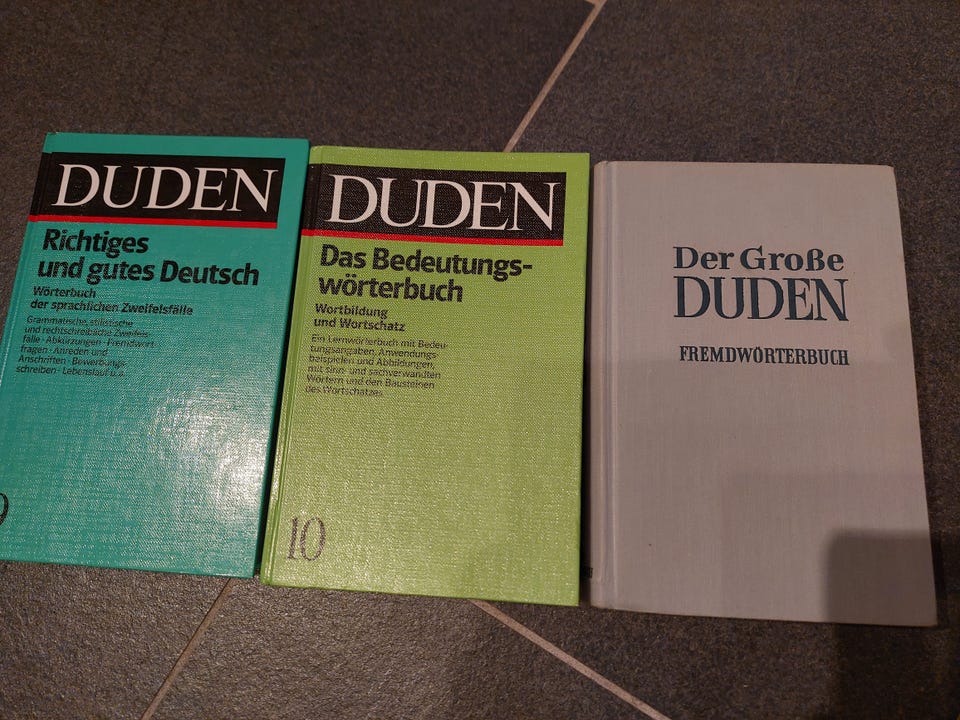 DUDEN
Richtiges
und gutes Deutsch
Wörterbuch
der sprachlichen Zweifelsfälle
Grammatische, stilistische
und rechtschreibliche Zweifels-
fälle · Abkürzungen · Fremdwort-
fragen · Anreden und
Anschriften · Bewerbungs-
schreiben · Lebenslauf u. a.
9
DUDEN
Das Bedeutungs-
wörterbuch
Wortbildung
und Wortschatz
Ein Lernwörterbuch mit Bedeu-
tungsangaben, Anwendungs-
beispielen und Abbildungen,
mit sinn- und sachverwandten
Wörtern und den Bausteinen
des Wortschatzes
10
Der Große
DUDEN
FREMDWÖRTERBUCH